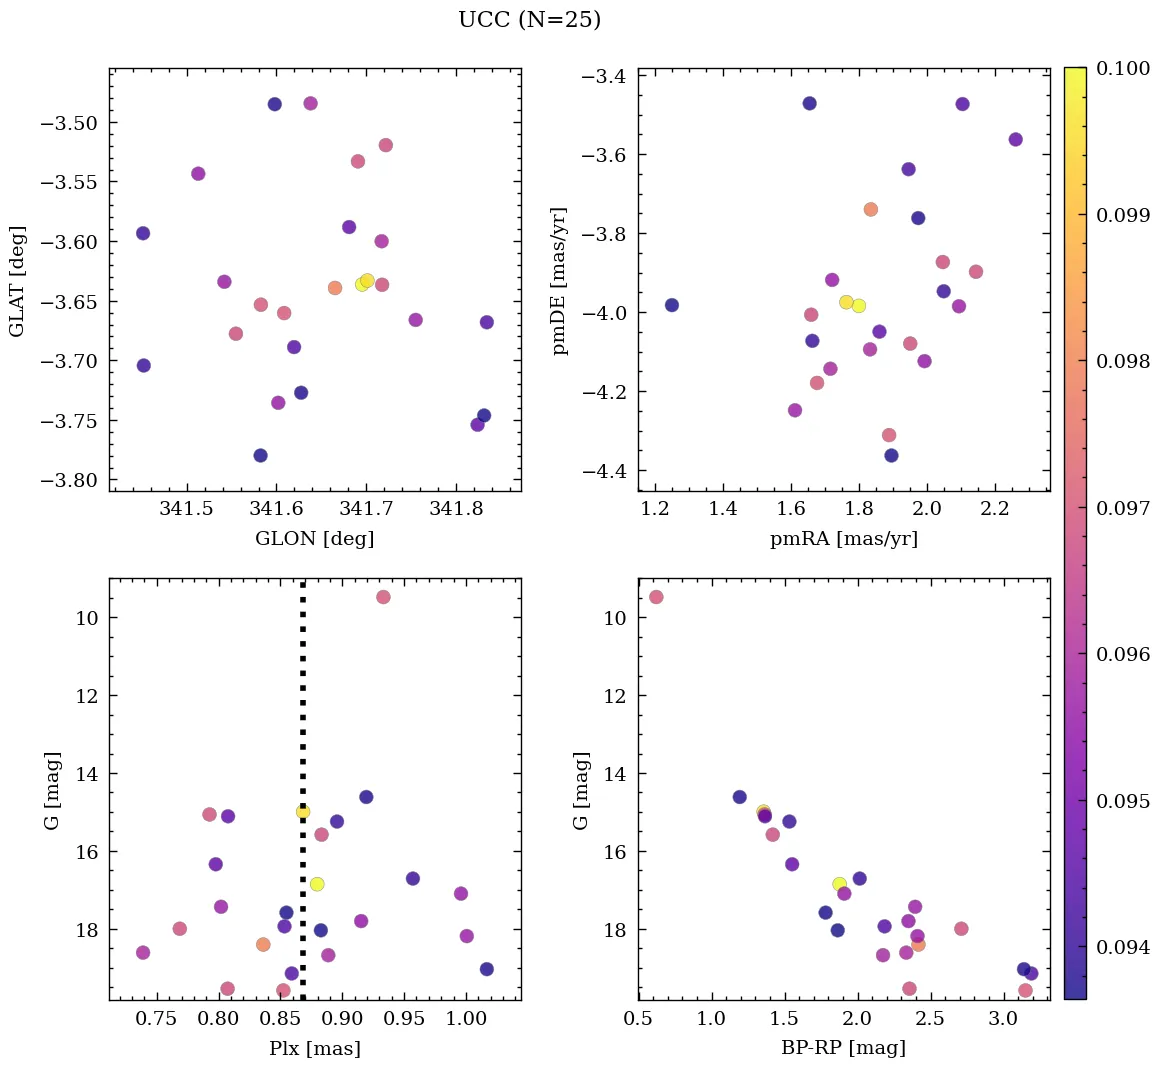 UCC (N=25)
−3.50
−3.55
−3.60
−3.65
−3.70
−3.75
−3.80
GLAT [deg]
341.5 341.6 341.7 341.8
GLON [deg]
−3.4
−3.6
−3.8
−4.0
−4.2
−4.4
pmDE [mas/yr]
1.2 1.4 1.6 1.8 2.0 2.2
pmRA [mas/yr]
10
12
14
16
18
G [mag]
0.75 0.80 0.85 0.90 0.95 1.00
Plx [mas]
10
12
14
16
18
G [mag]
0.5 1.0 1.5 2.0 2.5 3.0
BP-RP [mag]
0.100
0.099
0.098
0.097
0.096
0.095
0.094